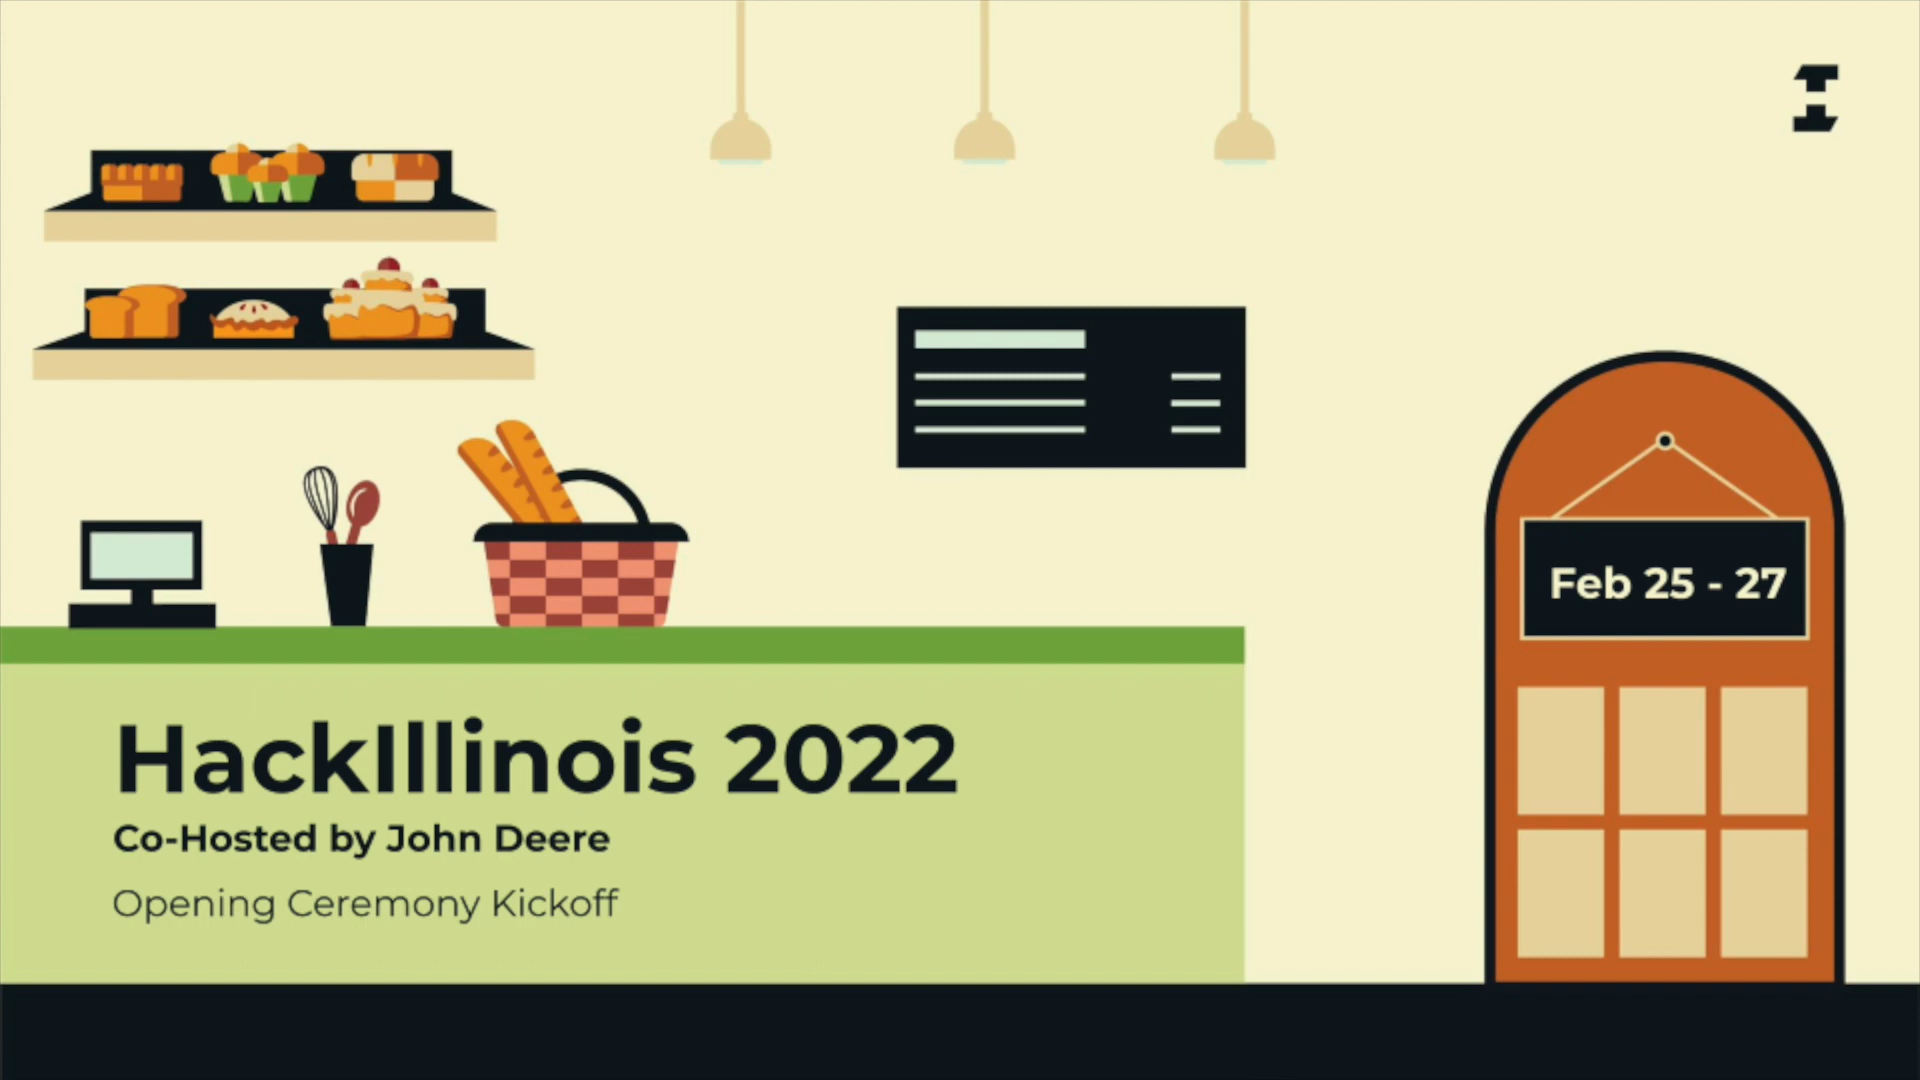 Feb 25 - 27
HackIllinois 2022
Co-Hosted by John Deere
Opening Ceremony Kickoff